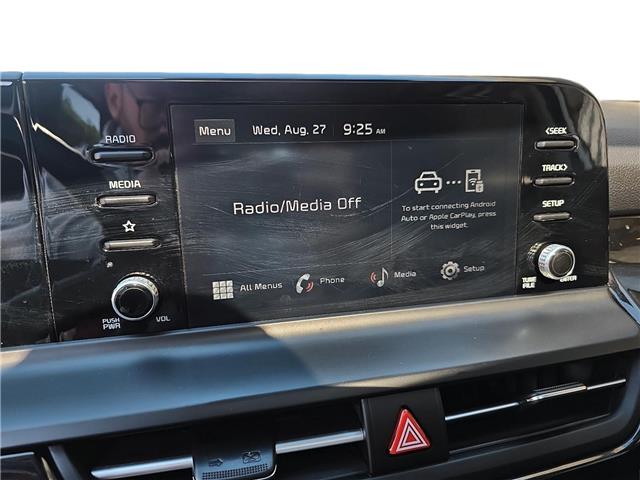 RADIO
MEDIA
PUSH
PWR
VOL
Menu Wed, Aug. 27 9:25 AM
Radio/Media Off
To start connecting Android
Auto or Apple CarPlay, press
this widget.
All Menus Phone Media Setup
<SEEK
TRACK>
SETUP
TUNE
FILE
ENTER